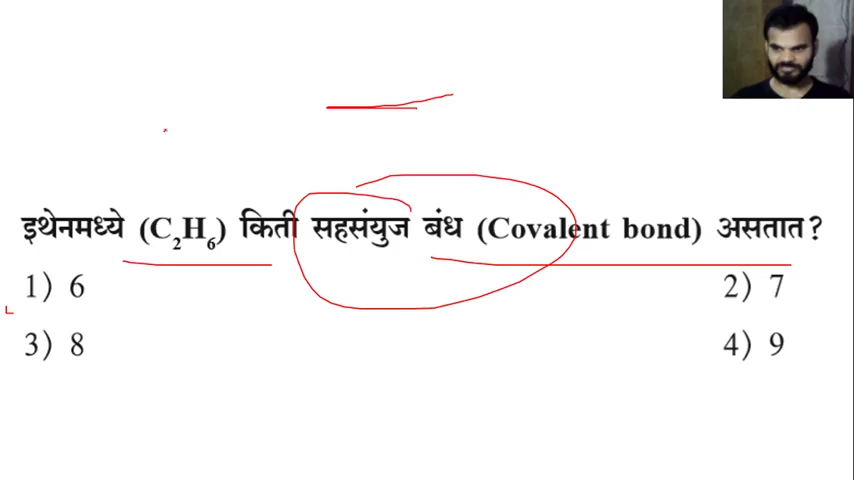 इथेनमध्ये (C₂H₆) किती सहसंयुज बंध (Covalent bond) असतात?
1) 6 2) 7
3) 8 4) 9